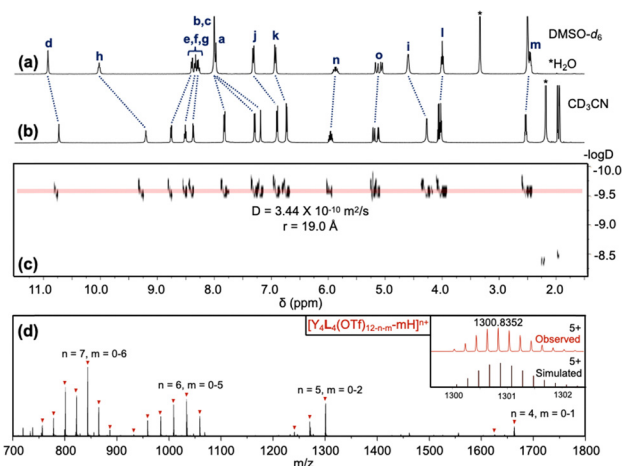 b,c
d
h
e,f,g
a
j
k
n
o
i
l
m
*
DMSO-d6
*H2O
(a)
(b)
*
CD3CN
-logD
-10.0
-9.5
-9.0
-8.5
D = 3.44 X 10-10 m2/s
r = 19.0 Å
(c)
11.0 10.0 9.0 8.0 7.0 6.0 5.0 4.0 3.0 2.0
δ (ppm)
(d)
[Y4L4(OTf)12-n-m-mH]n+
1300.8352
5+
Observed
5+
Simulated
1300 1301 1302
n = 7, m = 0-6
n = 6, m = 0-5
n = 5, m = 0-2
n = 4, m = 0-1
700 800 900 1000 1100 1200 1300 1400 1500 1600 1700 1800
m/z